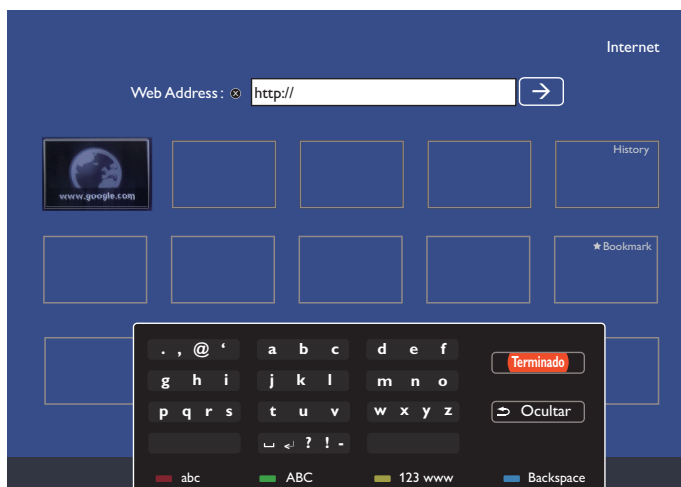 Internet
Web Address : http://
History
www.google.com
★Bookmark
. , @ ‘ a b c d e f
Terminado
g h i j k l m n o
p q r s t u v w x y z
Ocultar
␣ ↵ ? ! -
abc ABC 123 www Backspace